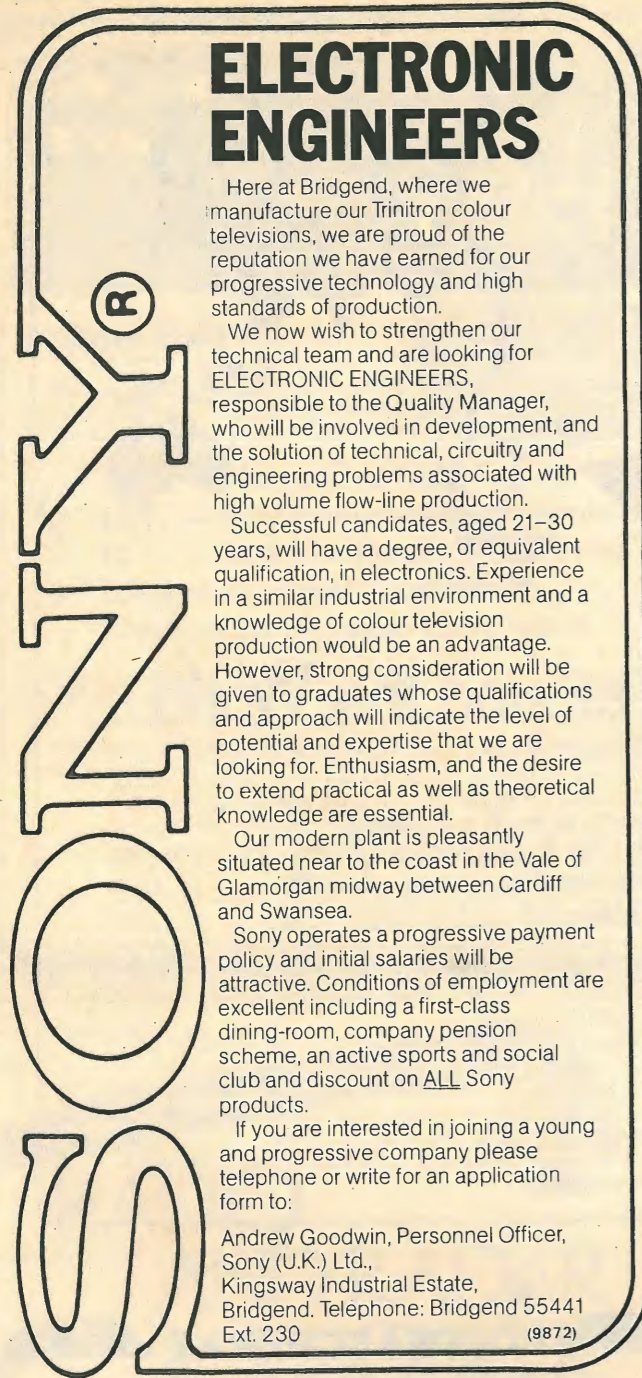 SONY®
ELECTRONIC
ENGINEERS
Here at Bridgend, where we
manufacture our Trinitron colour
televisions, we are proud of the
reputation we have earned for our
progressive technology and high
standards of production.
We now wish to strengthen our
technical team and are looking for
ELECTRONIC ENGINEERS,
responsible to the Quality Manager,
who will be involved in development, and
the solution of technical, circuitry and
engineering problems associated with
high volume flow-line production.
Successful candidates, aged 21–30
years, will have a degree, or equivalent
qualification, in electronics. Experience
in a similar industrial environment and a
knowledge of colour television
production would be an advantage.
However, strong consideration will be
given to graduates whose qualifications
and approach will indicate the level of
potential and expertise that we are
looking for. Enthusiasm, and the desire
to extend practical as well as theoretical
knowledge are essential.
Our modern plant is pleasantly
situated near to the coast in the Vale of
Glamorgan midway between Cardiff
and Swansea.
Sony operates a progressive payment
policy and initial salaries will be
attractive. Conditions of employment are
excellent including a first-class
dining-room, company pension
scheme, an active sports and social
club and discount on ALL Sony
products.
If you are interested in joining a young
and progressive company please
telephone or write for an application
form to:
Andrew Goodwin, Personnel Officer,
Sony (U.K.) Ltd.,
Kingsway Industrial Estate,
Bridgend. Telephone: Bridgend 55441
Ext. 230 (9872)